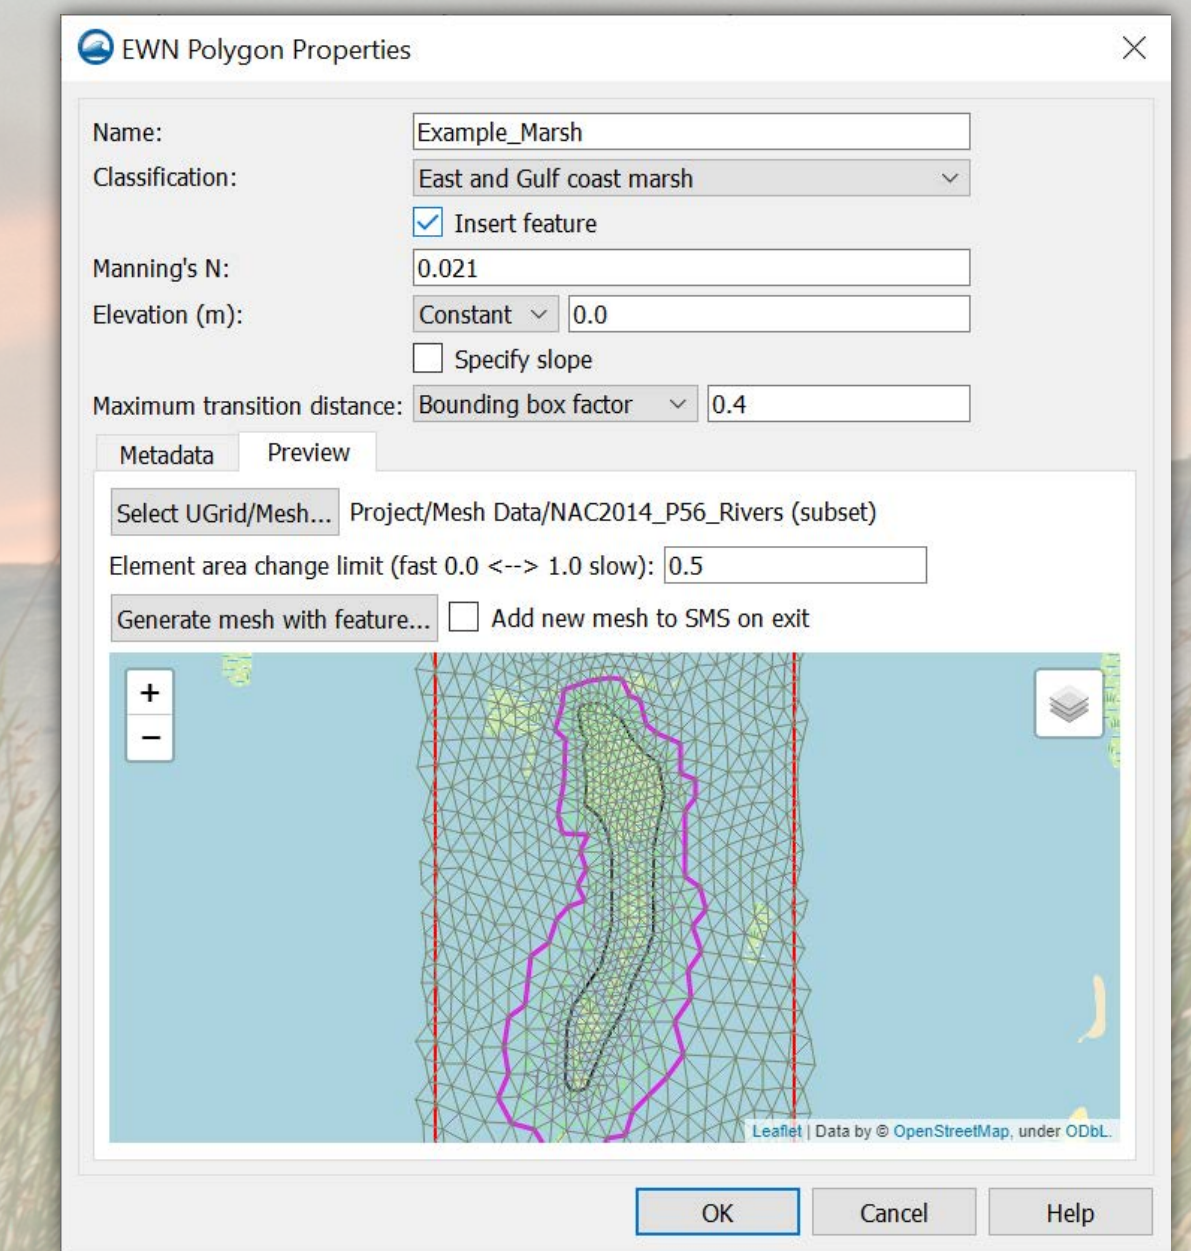 EWN Polygon Properties
Name: Example_Marsh
Classification: East and Gulf coast marsh
Insert feature
Manning's N: 0.021
Elevation (m): Constant 0.0
Specify slope
Maximum transition distance: Bounding box factor 0.4
Metadata Preview
Select UGrid/Mesh... Project/Mesh Data/NAC2014_P56_Rivers (subset)
Element area change limit (fast 0.0 <--> 1.0 slow): 0.5
Generate mesh with feature... Add new mesh to SMS on exit
+
−
Leaflet | Data by © OpenStreetMap, under ODbL.
OK Cancel Help